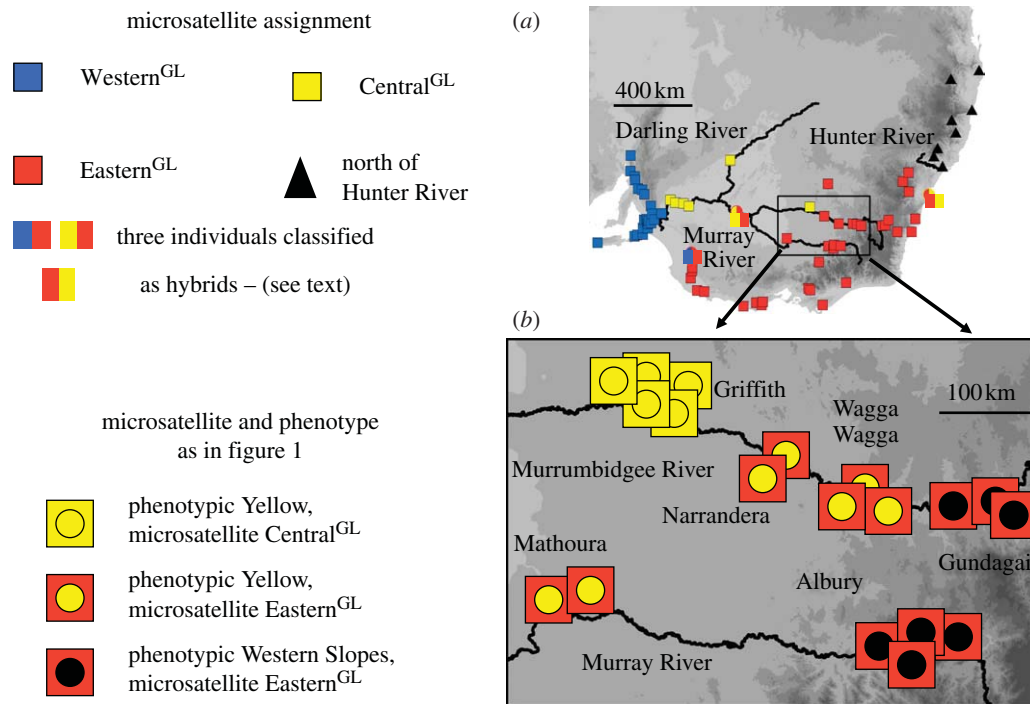 microsatellite assignment
Western^GL
Central^GL
Eastern^GL
north of
Hunter River
three individuals classified
as hybrids – (see text)
microsatellite and phenotype
as in figure 1
phenotypic Yellow,
microsatellite Central^GL
phenotypic Yellow,
microsatellite Eastern^GL
phenotypic Western Slopes,
microsatellite Eastern^GL
(a)
400 km
Darling River
Hunter River
Murray
River
(b)
Griffith
100 km
Wagga
Wagga
Murrumbidgee River
Narrandera
Mathoura
Gundagai
Albury
Murray River